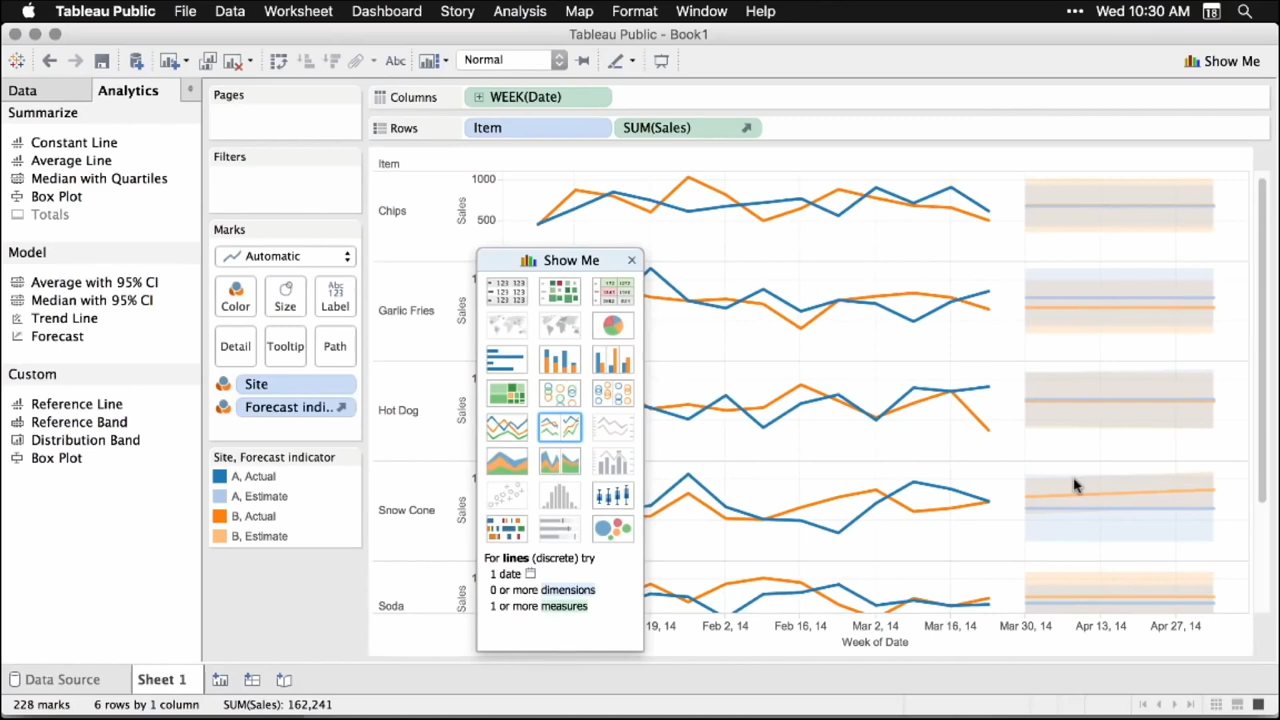 Tableau Public File Data Worksheet Dashboard Story Analysis Map Format Window Help
••• Wed 10:30 AM 18
Tableau Public - Book1
Abc Normal Show Me
Data Analytics
Summarize
Constant Line
Average Line
Median with Quartiles
Box Plot
Totals
Model
Average with 95% CI
Median with 95% CI
Trend Line
Forecast
Custom
Reference Line
Reference Band
Distribution Band
Box Plot
Pages
Filters
Marks
Automatic
Color Size Abc 123 Label
Detail Tooltip Path
Site
Forecast indi..
Site, Forecast indicator
A, Actual
A, Estimate
B, Actual
B, Estimate
Columns WEEK(Date)
Rows Item SUM(Sales)
Item
Chips Sales 1000 500
Garlic Fries Sales
Hot Dog Sales
Snow Cone Sales
Soda Sales
19, 14 Feb 2, 14 Feb 16, 14 Mar 2, 14 Mar 16, 14 Mar 30, 14 Apr 13, 14 Apr 27, 14
Week of Date
Show Me
For lines (discrete) try
1 date
0 or more dimensions
1 or more measures
Data Source Sheet 1
228 marks 6 rows by 1 column SUM(Sales): 162,241